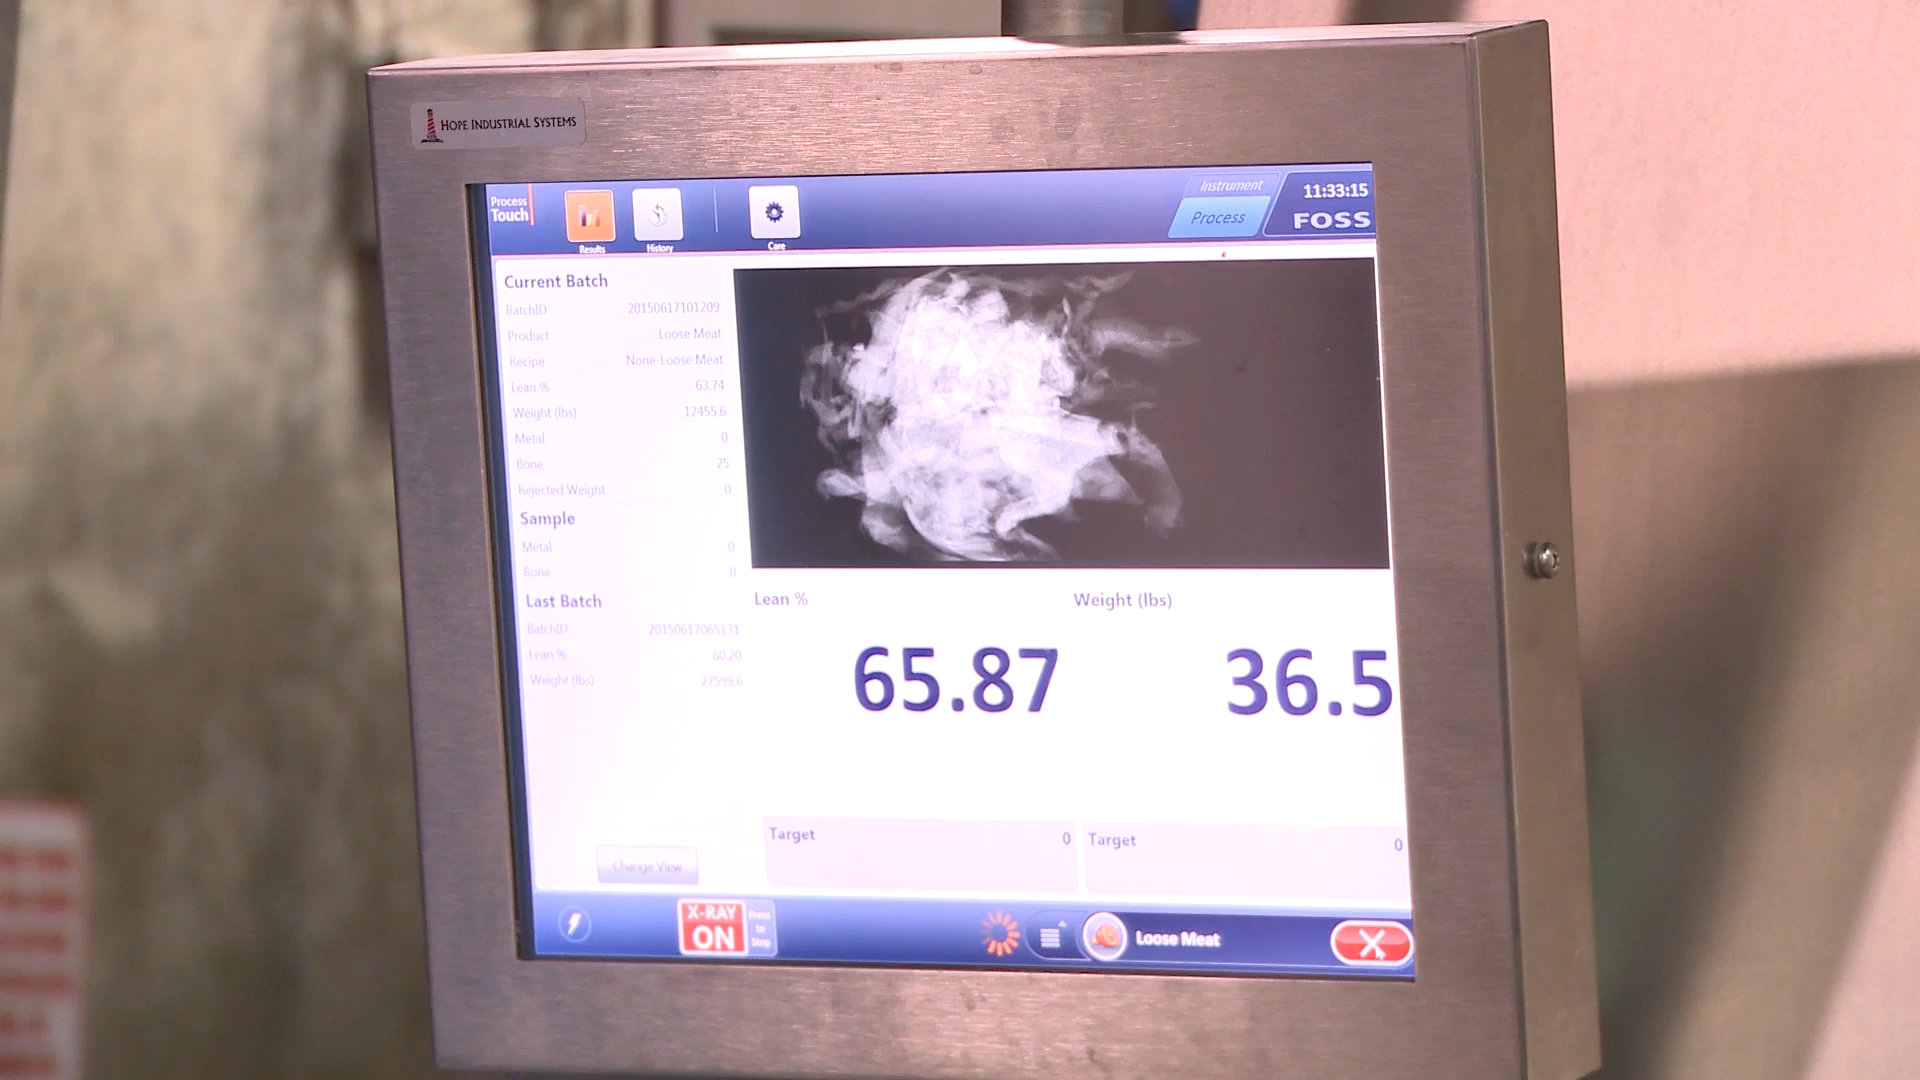 HOPE INDUSTRIAL SYSTEMS
Process
Touch
Results
History
Care
Instrument
Process
11:33:15
FOSS
Current Batch
BatchID 20150617101209
Product Loose Meat
Recipe None-Loose Meat
Lean % 63.74
Weight (lbs) 12455.6
Metal 0
Bone 25
Rejected Weight 0
Sample
Metal 0
Bone 0
Last Batch
BatchID 20150617065131
Lean % 60.20
Weight (lbs) 27599.6
Change View
Lean %
65.87
Weight (lbs)
36.5
Target 0
Target 0
X-RAY
ON
Press
to
Stop
Loose Meat